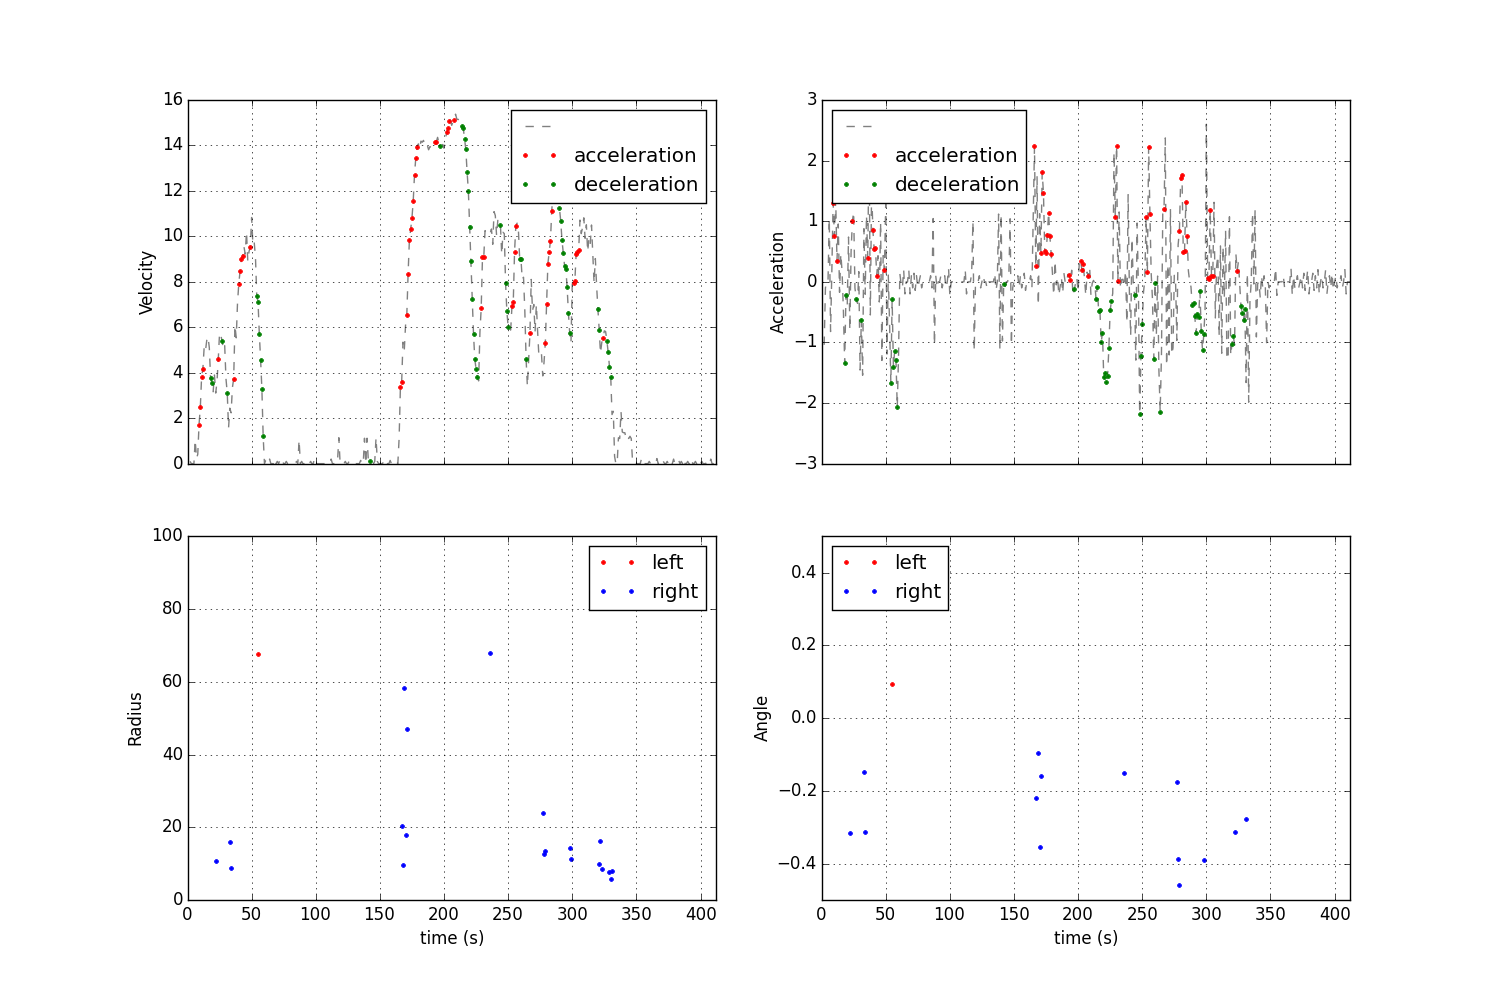 16
14
12
10
8
6
4
2
0
Velocity
acceleration
deceleration
3
2
1
0
−1
−2
−3
Acceleration
acceleration
deceleration
100
80
60
40
20
0
Radius
left
right
0 50 100 150 200 250 300 350 400
time (s)
0.4
0.2
0.0
−0.2
−0.4
Angle
left
right
0 50 100 150 200 250 300 350 400
time (s)